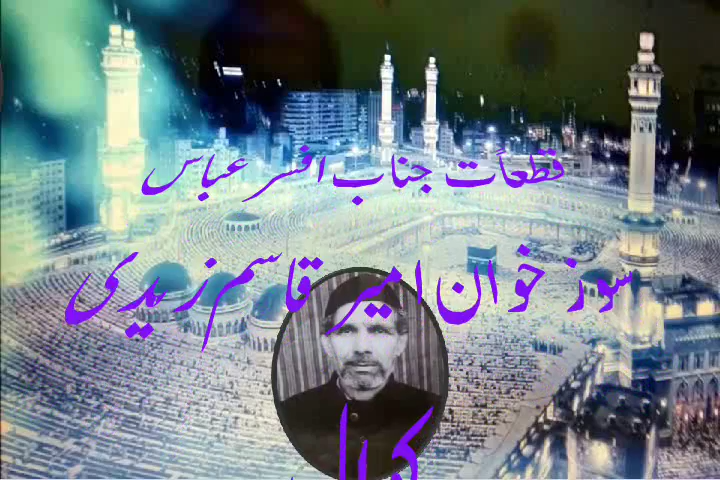 قطعات جناب افسر عباس
سوز خوان امیر قاسم زیدی